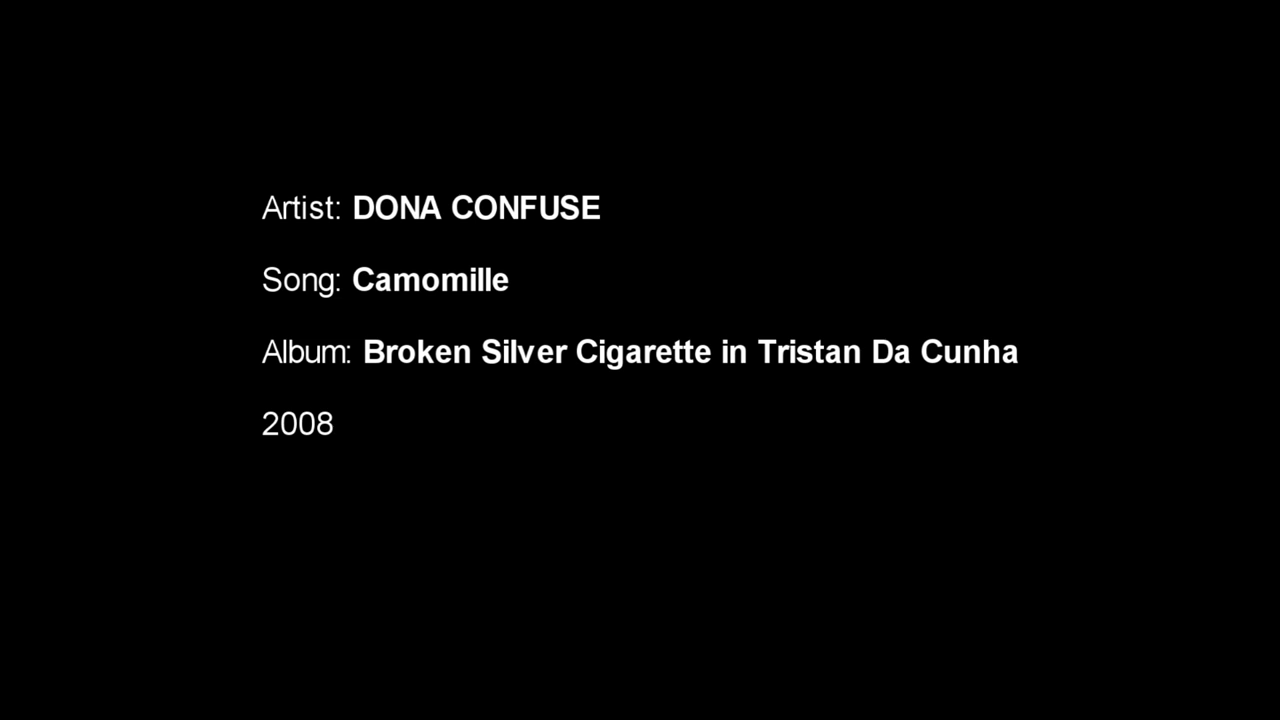 Artist: DONA CONFUSE
Song: Camomille
Album: Broken Silver Cigarette in Tristan Da Cunha
2008